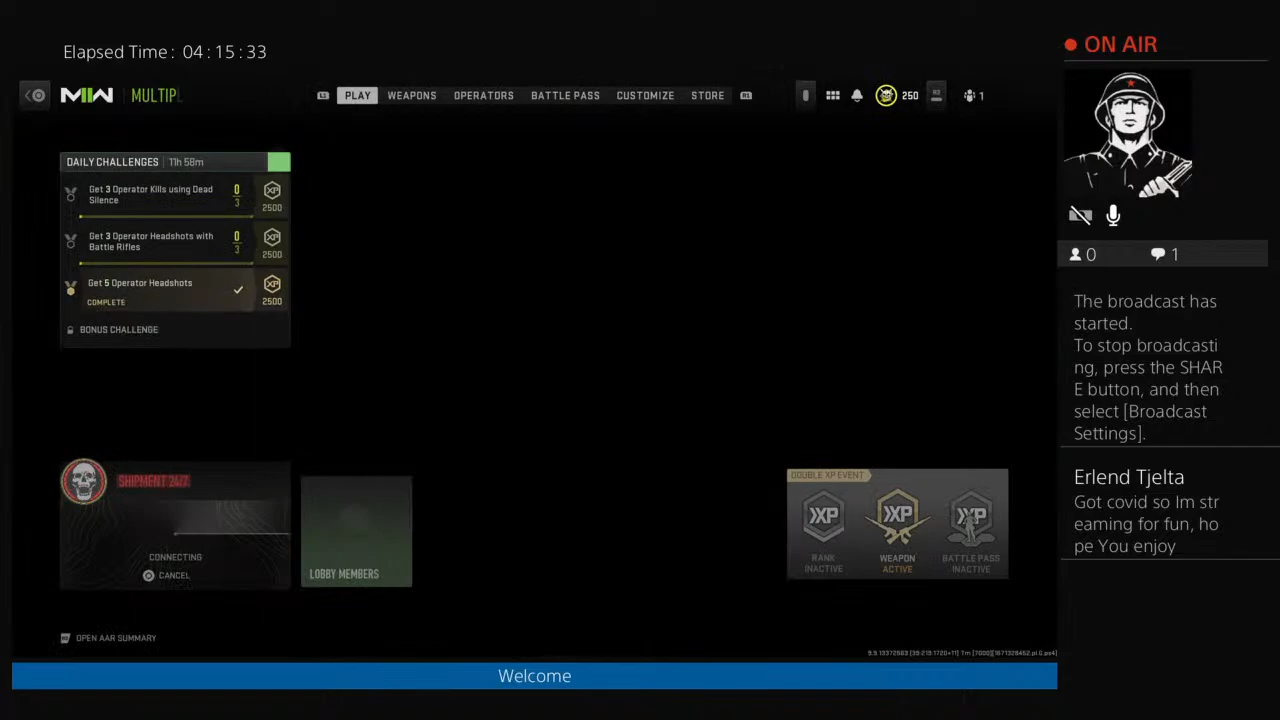 Elapsed Time: 04:15:33
ON AIR
MWII MULTIPL
PLAY WEAPONS OPERATORS BATTLE PASS CUSTOMIZE STORE
250
1
DAILY CHALLENGES 11h 58m
Get 3 Operator Kills using Dead
Silence
0
3
2500
Get 3 Operator Headshots with
Battle Rifles
0
3
2500
Get 5 Operator Headshots
COMPLETE
2500
BONUS CHALLENGE
SHIPMENT 24/7
CONNECTING
CANCEL
LOBBY MEMBERS
DOUBLE XP EVENT
XP XP XP
RANK
INACTIVE
WEAPON
ACTIVE
BATTLE PASS
INACTIVE
OPEN AAR SUMMARY
Welcome
0 1
The broadcast has
started.
To stop broadcasti
ng, press the SHAR
E button, and then
select [Broadcast
Settings].
Erlend Tjelta
Got covid so Im str
eaming for fun, ho
pe You enjoy